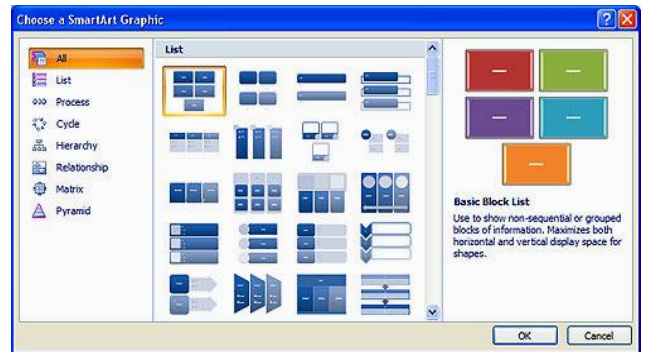 Choose a SmartArt Graphic
All
List
Process
Cycle
Hierarchy
Relationship
Matrix
Pyramid
List
Basic Block List
Use to show non-sequential or grouped
blocks of information. Maximizes both
horizontal and vertical display space for
shapes.
OK
Cancel